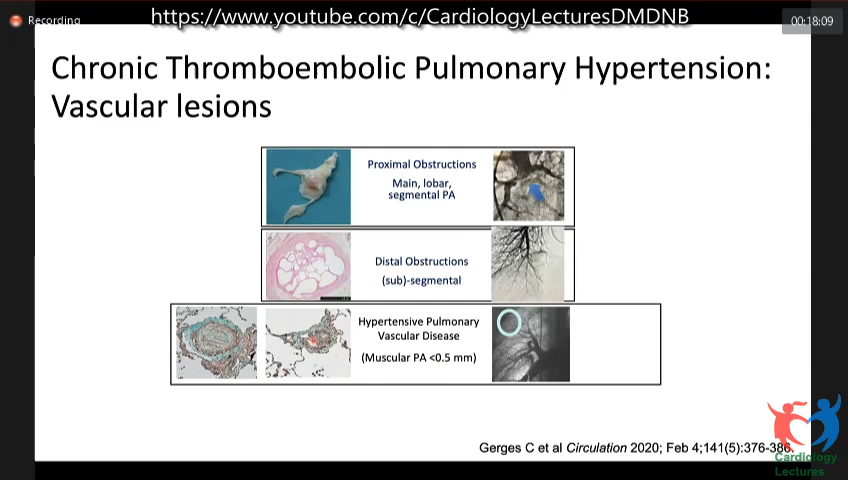 Recording
https://www.youtube.com/c/CardiologyLecturesDMDNB
00:18:09
Chronic Thromboembolic Pulmonary Hypertension:
Vascular lesions
Proximal Obstructions
Main, lobar,
segmental PA
Distal Obstructions
(sub)-segmental
Hypertensive Pulmonary
Vascular Disease
(Muscular PA <0.5 mm)
Gerges C et al Circulation 2020; Feb 4;141(5):376-386.
Cardiology
Lectures